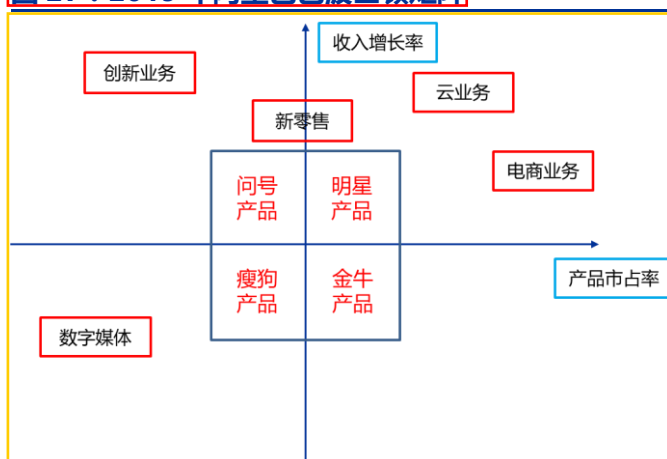 收入增长率
创新业务
云业务
新零售
电商业务
问号
产品
明星
产品
产品市占率
瘦狗
产品
金牛
产品
数字媒体